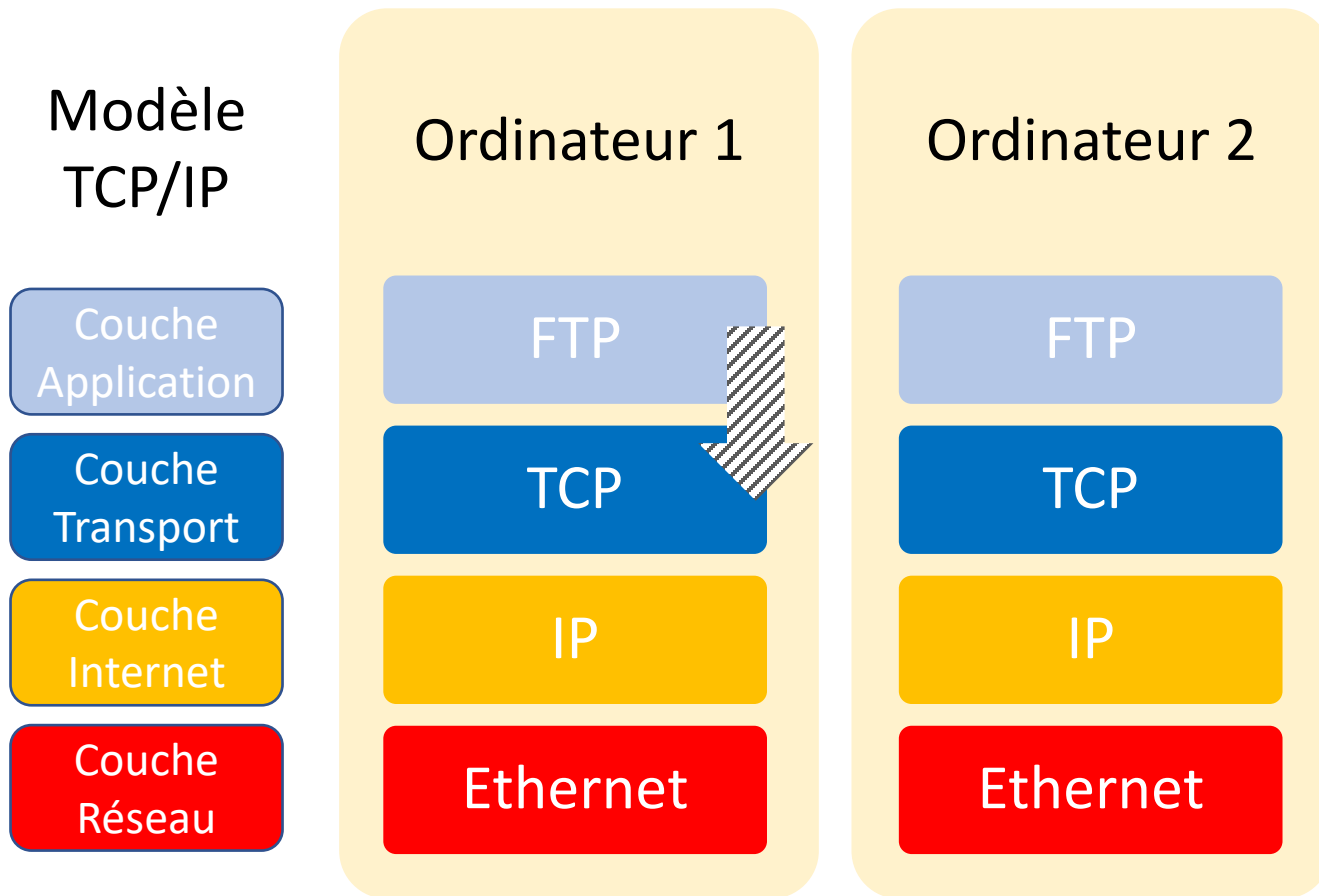 Modèle
TCP/IP
Ordinateur 1
Ordinateur 2
Couche
Application
FTP
FTP
Couche
Transport
TCP
TCP
Couche
Internet
IP
IP
Couche
Réseau
Ethernet
Ethernet